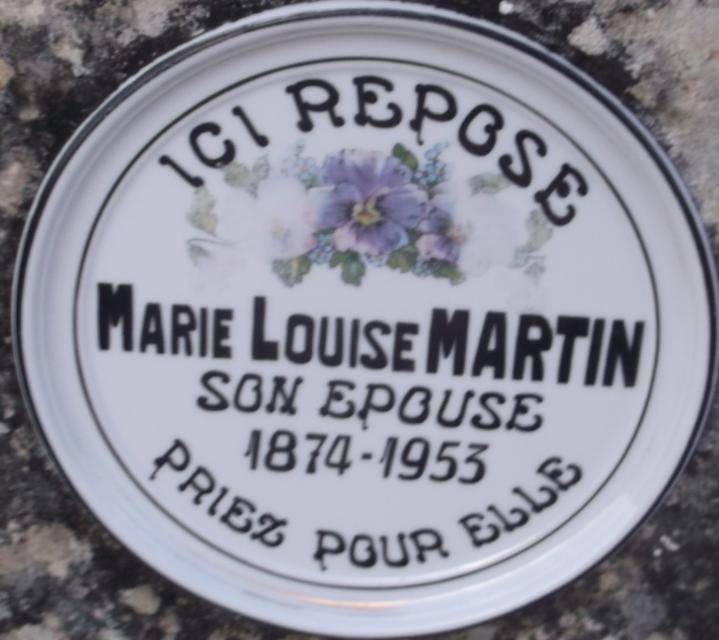 ICI REPOSE
MARIE LOUISE MARTIN
SON EPOUSE
1874-1953
PRIEZ POUR ELLE